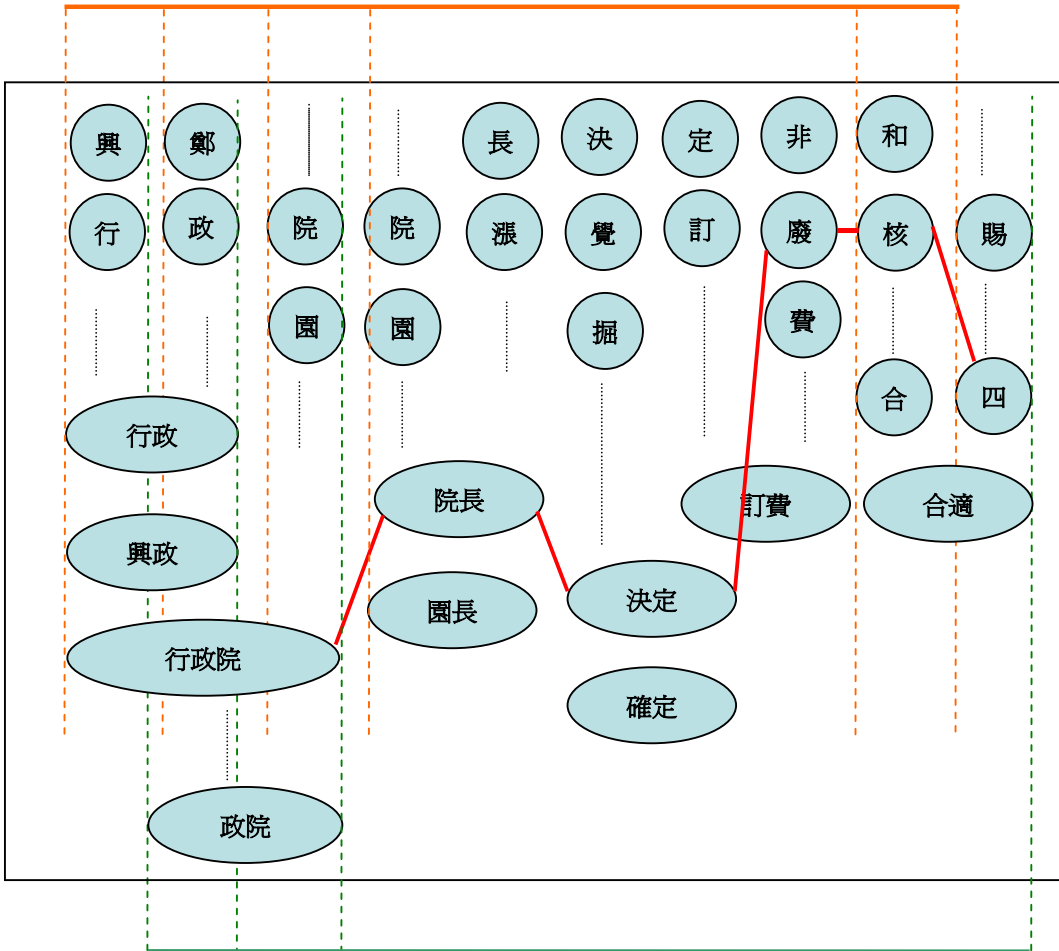 興 鄭 長 決 定 非 和
行 政 院 院 漲 覺 訂 廢 核 賜
園 園 掘 費
合 四
行政
院長 訂費 合適
興政
園長 決定
行政院
確定
政院